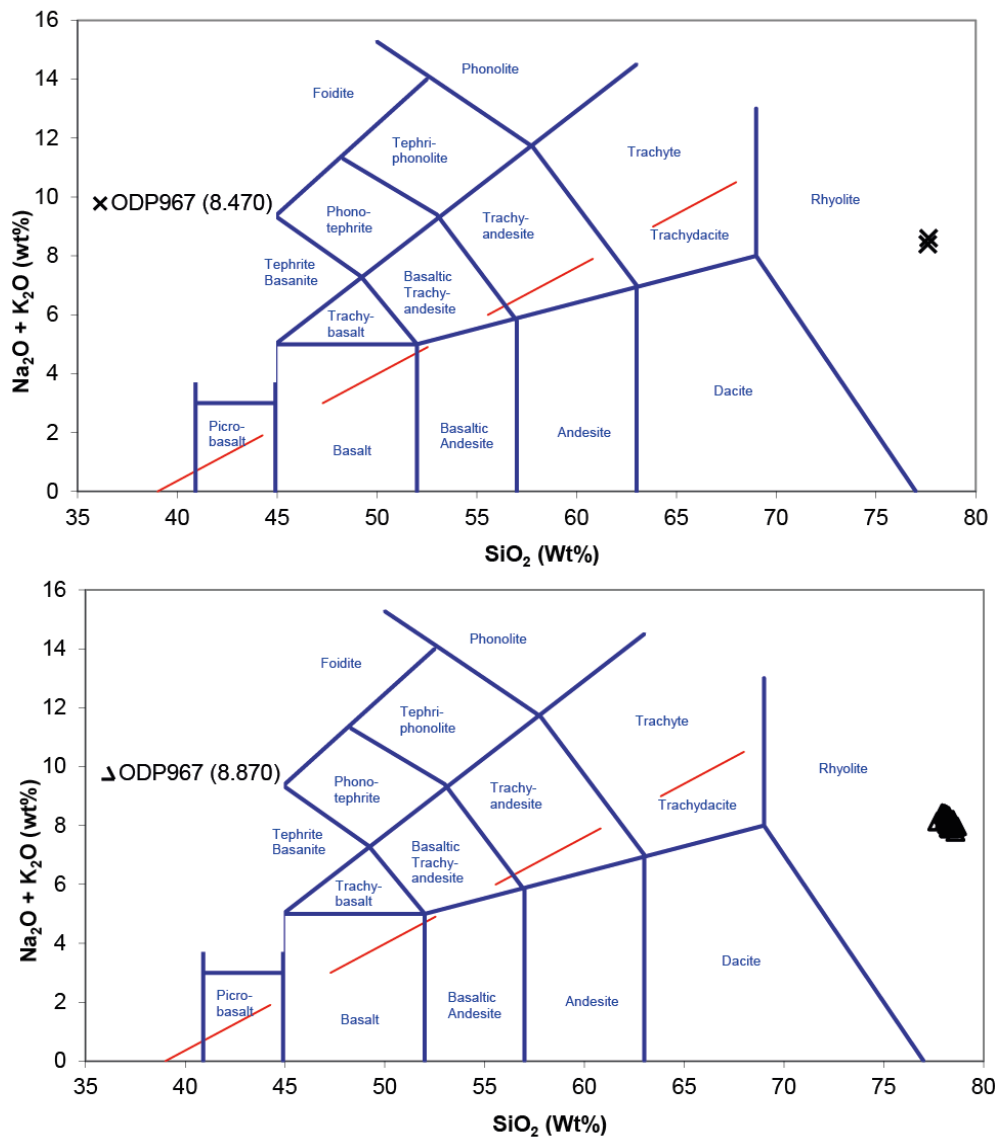 16
14
12
10
8
6
4
2
0
Na₂O + K₂O (wt%)
Phonolite
Foidite
Tephri-
phonolite
Trachyte
ODP967 (8.470)
Rhyolite
Phono-
tephrite
Trachy-
andesite
Trachydacite
Tephrite
Basanite
Basaltic
Trachy-
andesite
Trachy-
basalt
Dacite
Picro-
basalt
Basalt
Basaltic
Andesite
Andesite
35 40 45 50 55 60 65 70 75 80
SiO₂ (Wt%)
16
14
12
10
8
6
4
2
0
Na₂O + K₂O (wt%)
Phonolite
Foidite
Tephri-
phonolite
Trachyte
ODP967 (8.870)
Rhyolite
Phono-
tephrite
Trachy-
andesite
Trachydacite
Tephrite
Basanite
Basaltic
Trachy-
andesite
Trachy-
basalt
Dacite
Picro-
basalt
Basalt
Basaltic
Andesite
Andesite
35 40 45 50 55 60 65 70 75 80
SiO₂ (Wt%)